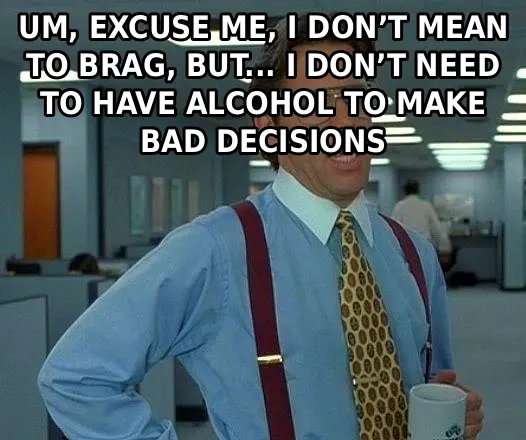 UM, EXCUSE ME, I DON'T MEAN
TO BRAG, BUT... I DON'T NEED
TO HAVE ALCOHOL TO MAKE
BAD DECISIONS